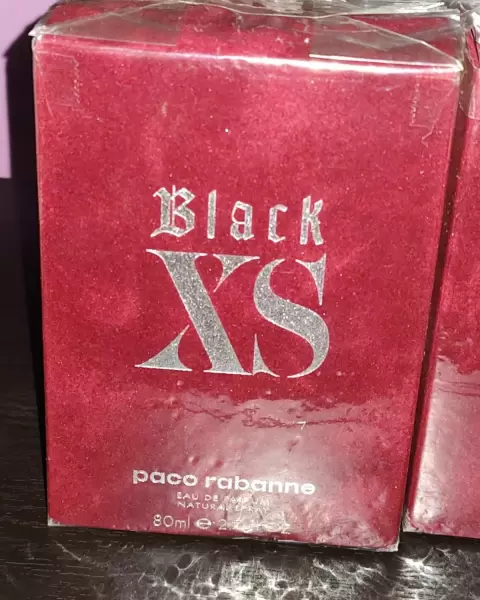 Black
XS
paco rabanne
EAU DE PARFUM
NATURAL SPRAY
80ml e